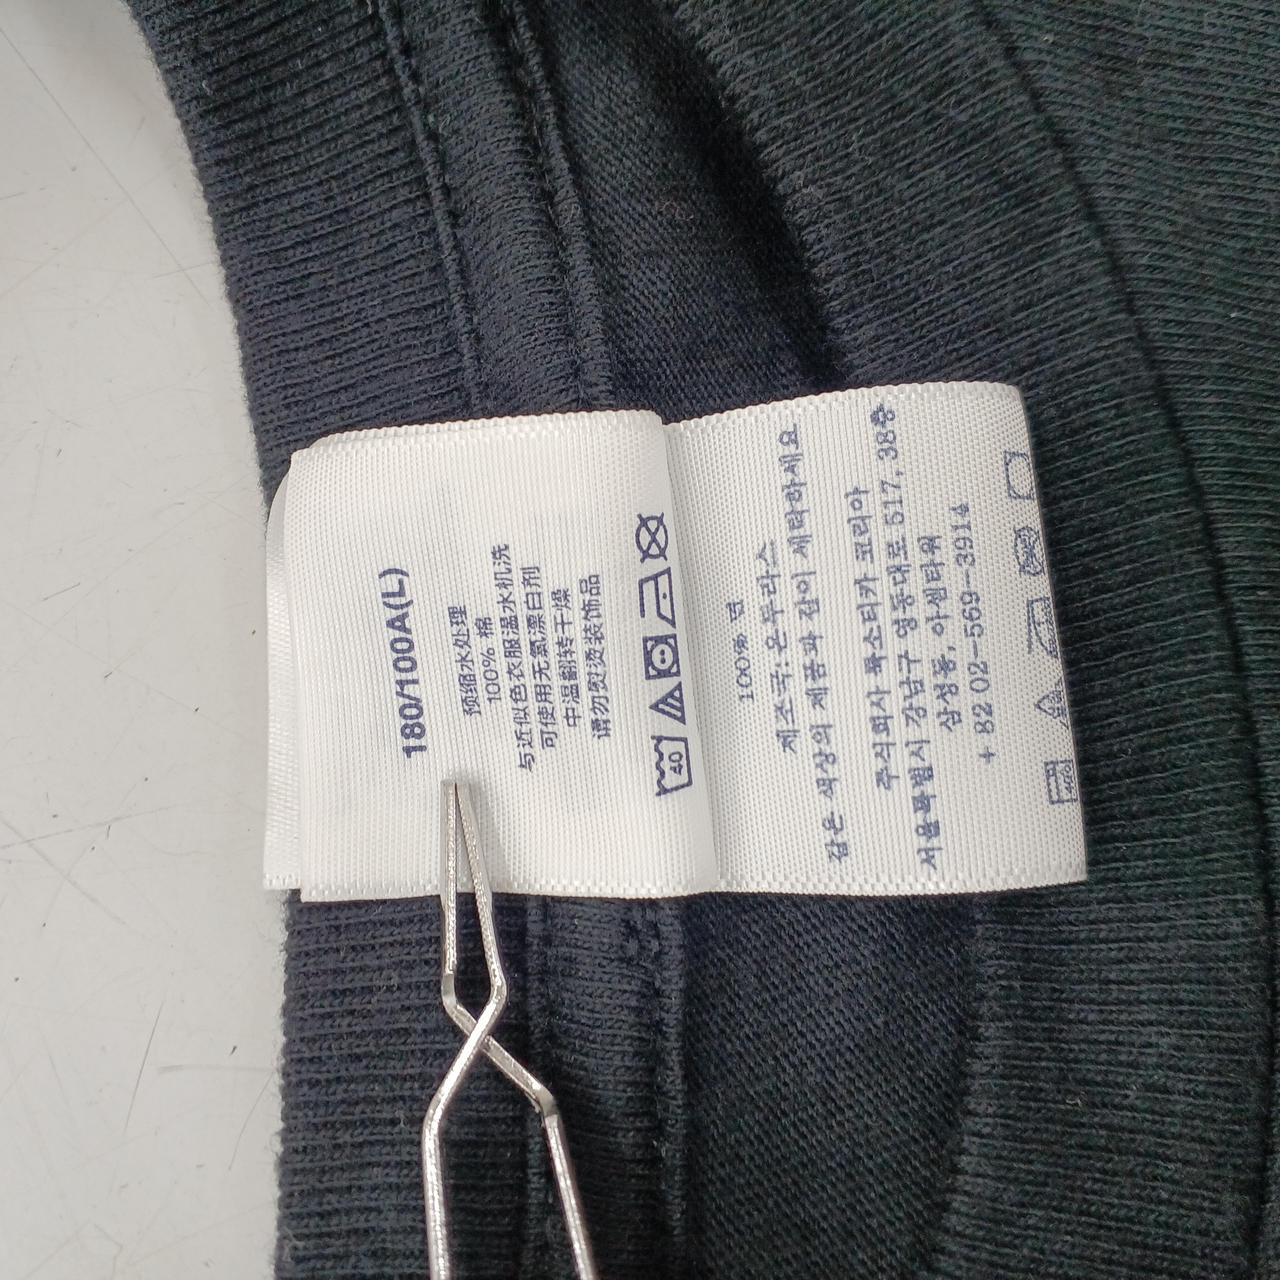 180/100A(L)
预缩水处理
100% 棉
与近似色衣服温水机洗
可使用无氯漂白剂
中温翻转干燥
请勿熨烫装饰品
40
100% 면
제조국: 온두라스
같은 색상의 제품과 같이 세탁하세요
주식회사 폭스티카 코리아
서울특별시 강남구 영동대로 517, 38층
삼성동, 아셈타워
+ 82 02-569-3914